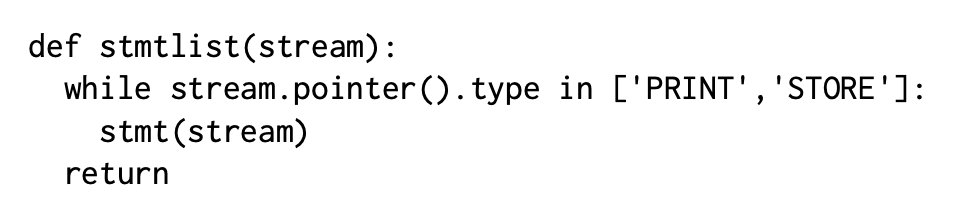 def stmtlist(stream):
  while stream.pointer().type in ['PRINT','STORE']:
    stmt(stream)
  return